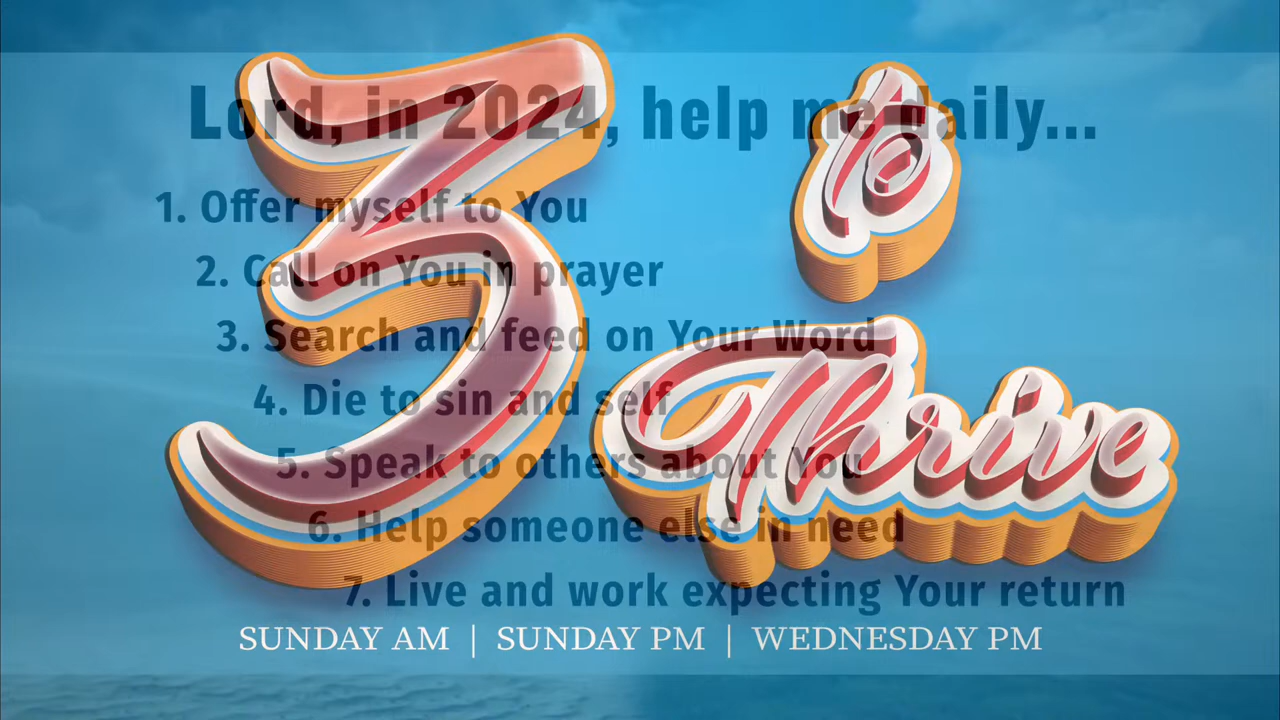 Lord, in 2024, help me daily...
1. Offer myself to You
2. Call on You in prayer
3. Search and feed on Your Word
4. Die to sin and self
5. Speak to others about You
6. Help someone else in need
7. Live and work expecting Your return
3 to
Thrive
SUNDAY AM | SUNDAY PM | WEDNESDAY PM